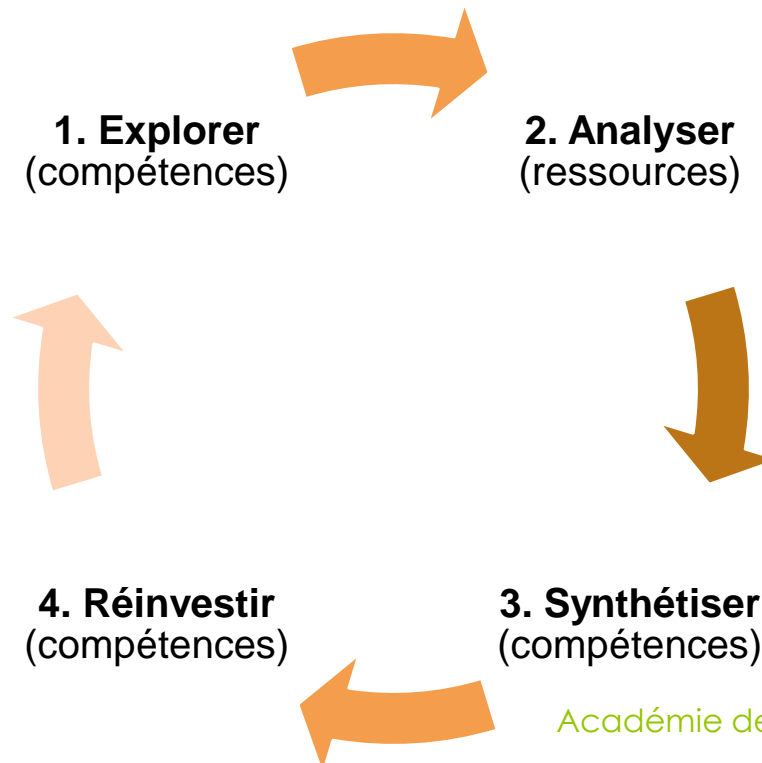 1. Explorer
(compétences)
2. Analyser
(ressources)
4. Réinvestir
(compétences)
3. Synthétiser
(compétences)
Académie de